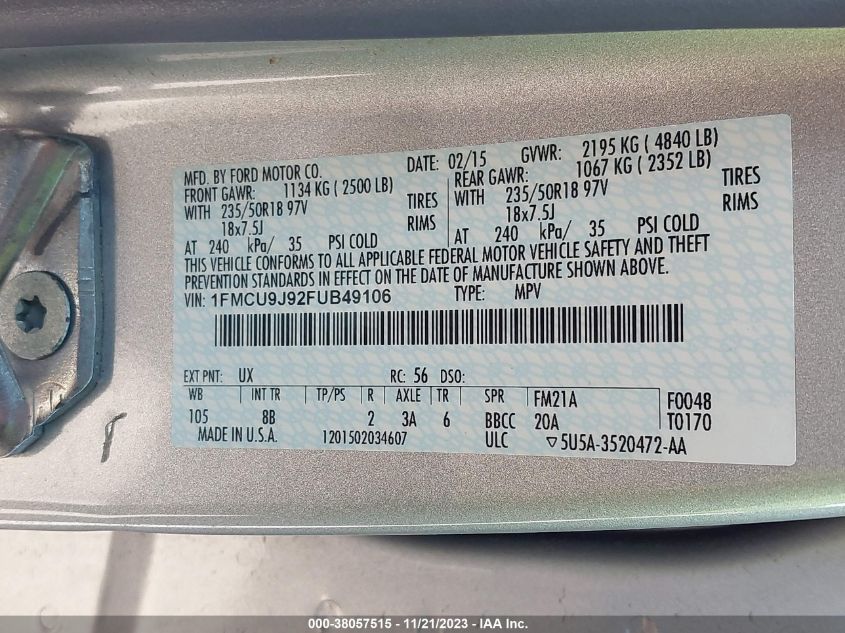 MFD. BY FORD MOTOR CO. DATE: 02/15 GVWR: 2195 KG ( 4840 LB)
FRONT GAWR: 1134 KG ( 2500 LB) REAR GAWR: 1067 KG ( 2352 LB)
WITH 235/50R18 97V TIRES WITH 235/50R18 97V TIRES
18x7.5J RIMS 18x7.5J RIMS
AT 240 kPa/ 35 PSI COLD AT 240 kPa/ 35 PSI COLD
THIS VEHICLE CONFORMS TO ALL APPLICABLE FEDERAL MOTOR VEHICLE SAFETY AND THEFT
PREVENTION STANDARDS IN EFFECT ON THE DATE OF MANUFACTURE SHOWN ABOVE.
VIN: 1FMCU9J92FUB49106 TYPE: MPV
EXT PNT: UX RC: 56 DSO:
WB INT TR TP/PS R AXLE TR SPR FM21A F0048
105 8B 2 3A 6 BBCC 20A T0170
MADE IN U.S.A. 1201502034607 ULC ▽5U5A-3520472-AA
000-38057515 - 11/21/2023 - IAA Inc.